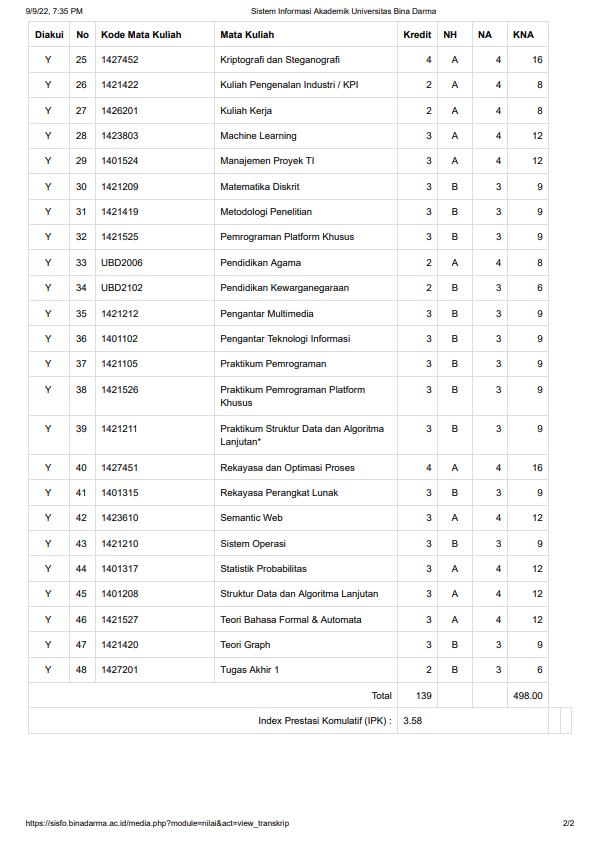 9/9/22, 7:35 PM Sistem Informasi Akademik Universitas Bina Darma
Diakui No Kode Mata Kuliah Mata Kuliah Kredit NH NA KNA
Y 25 1427452 Kriptografi dan Steganografi 4 A 4 16
Y 26 1421422 Kuliah Pengenalan Industri / KPI 2 A 4 8
Y 27 1426201 Kuliah Kerja 2 A 4 8
Y 28 1423803 Machine Learning 3 A 4 12
Y 29 1401524 Manajemen Proyek TI 3 A 4 12
Y 30 1421209 Matematika Diskrit 3 B 3 9
Y 31 1421419 Metodologi Penelitian 3 B 3 9
Y 32 1421525 Pemrograman Platform Khusus 3 B 3 9
Y 33 UBD2006 Pendidikan Agama 2 A 4 8
Y 34 UBD2102 Pendidikan Kewarganegaraan 2 B 3 6
Y 35 1421212 Pengantar Multimedia 3 B 3 9
Y 36 1401102 Pengantar Teknologi Informasi 3 B 3 9
Y 37 1421105 Praktikum Pemrograman 3 B 3 9
Y 38 1421526 Praktikum Pemrograman Platform 3 B 3 9
Khusus
Y 39 1421211 Praktikum Struktur Data dan Algoritma 3 B 3 9
Lanjutan*
Y 40 1427451 Rekayasa dan Optimasi Proses 4 A 4 16
Y 41 1401315 Rekayasa Perangkat Lunak 3 B 3 9
Y 42 1423610 Semantic Web 3 A 4 12
Y 43 1421210 Sistem Operasi 3 B 3 9
Y 44 1401317 Statistik Probabilitas 3 A 4 12
Y 45 1401208 Struktur Data dan Algoritma Lanjutan 3 A 4 12
Y 46 1421527 Teori Bahasa Formal & Automata 3 A 4 12
Y 47 1421420 Teori Graph 3 B 3 9
Y 48 1427201 Tugas Akhir 1 2 B 3 6
Total 139 498.00
Index Prestasi Komulatif (IPK) : 3.58
https://sisfo.binadarma.ac.id/media.php?module=nilai&act=view_transkrip 2/2